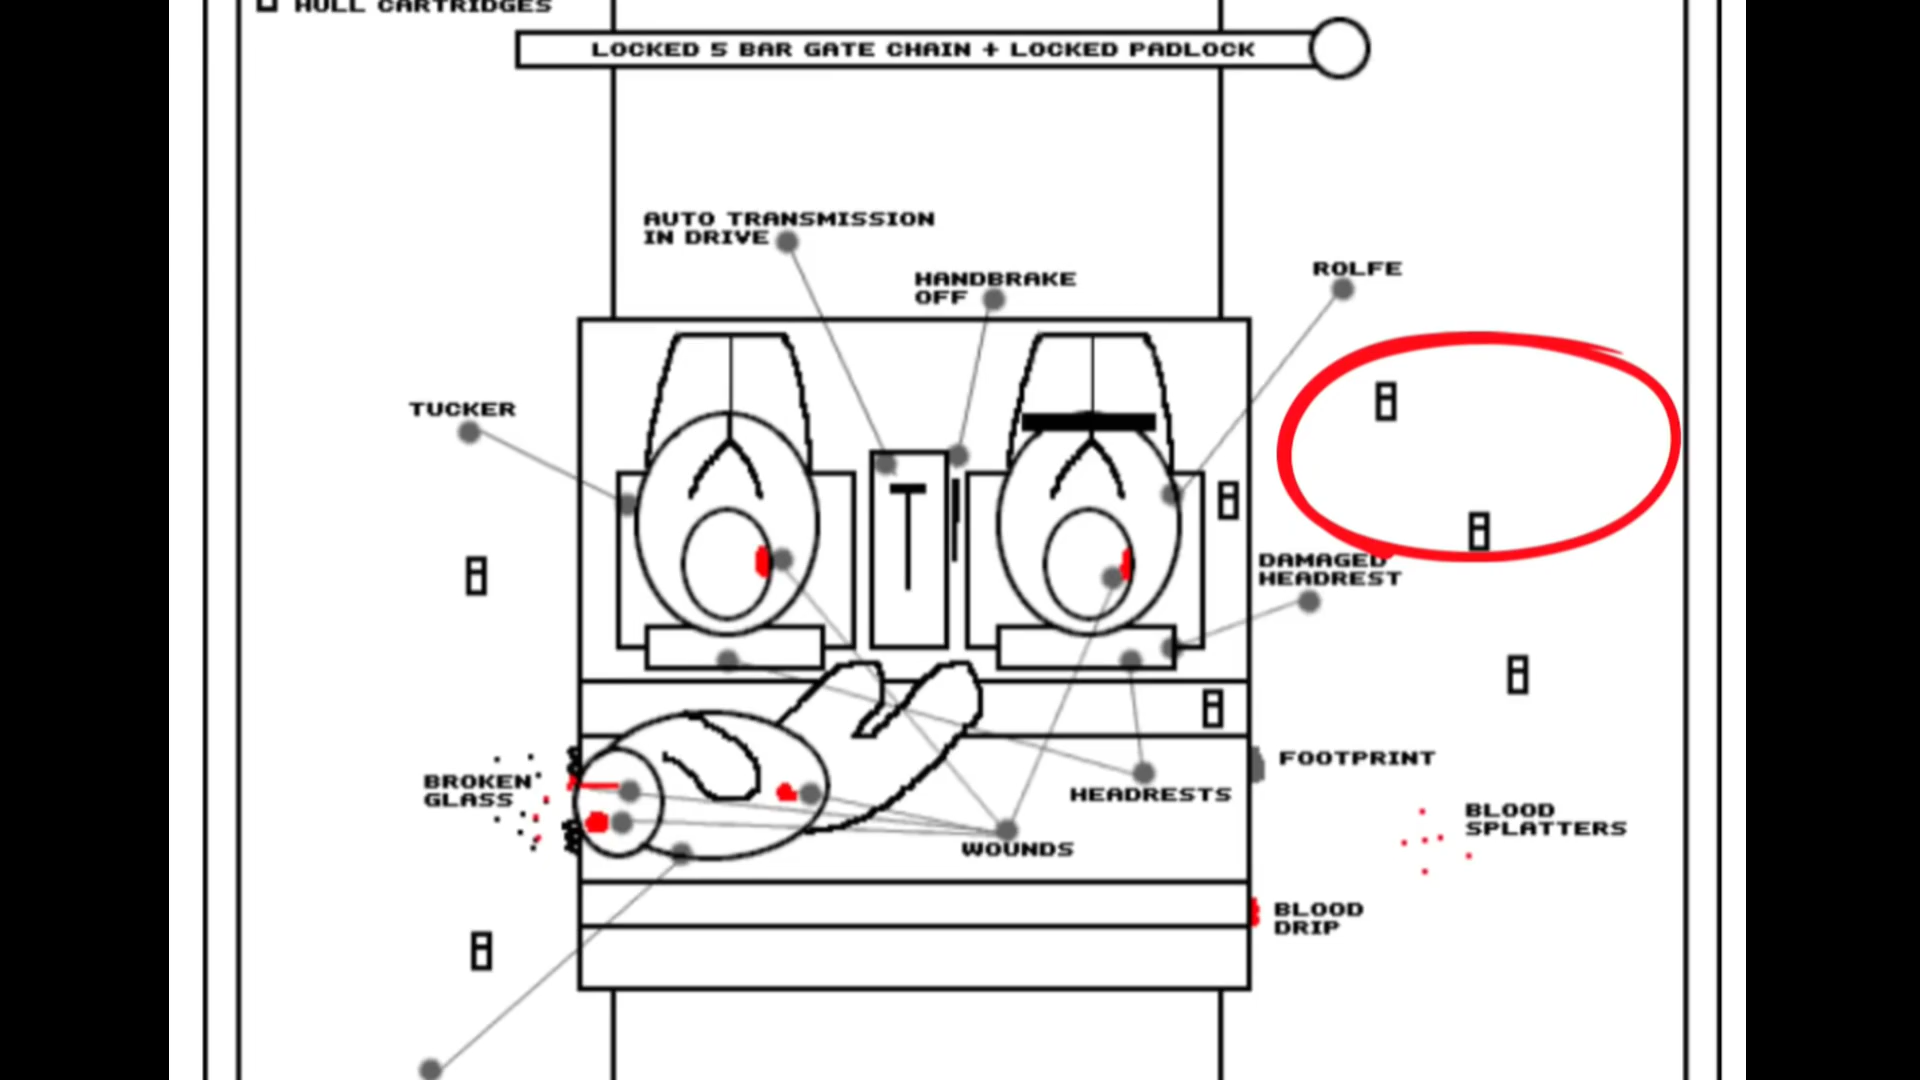 HULL CARTRIDGES
LOCKED 5 BAR GATE CHAIN + LOCKED PADLOCK
AUTO TRANSMISSION
IN DRIVE
HANDBRAKE
OFF
ROLFE
TUCKER
DAMAGED
HEADREST
FOOTPRINT
BROKEN
GLASS
HEADRESTS
BLOOD
SPLATTERS
WOUNDS
BLOOD
DRIP